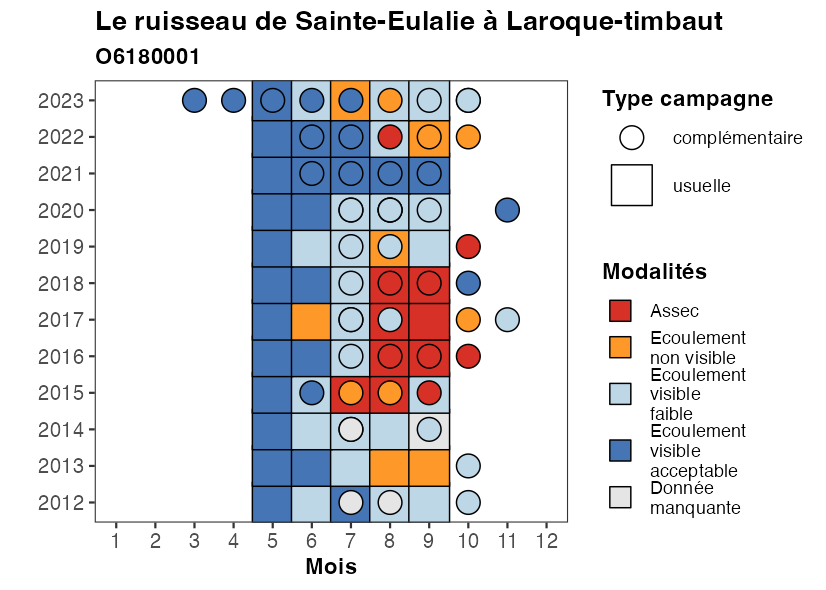 Le ruisseau de Sainte-Eulalie à Laroque-timbaut
O6180001
2023
2022
2021
2020
2019
2018
2017
2016
2015
2014
2013
2012
1 2 3 4 5 6 7 8 9 10 11 12
Mois
Type campagne
complémentaire
usuelle
Modalités
Assec
Ecoulement
non visible
Ecoulement
visible
faible
Ecoulement
visible
acceptable
Donnée
manquante